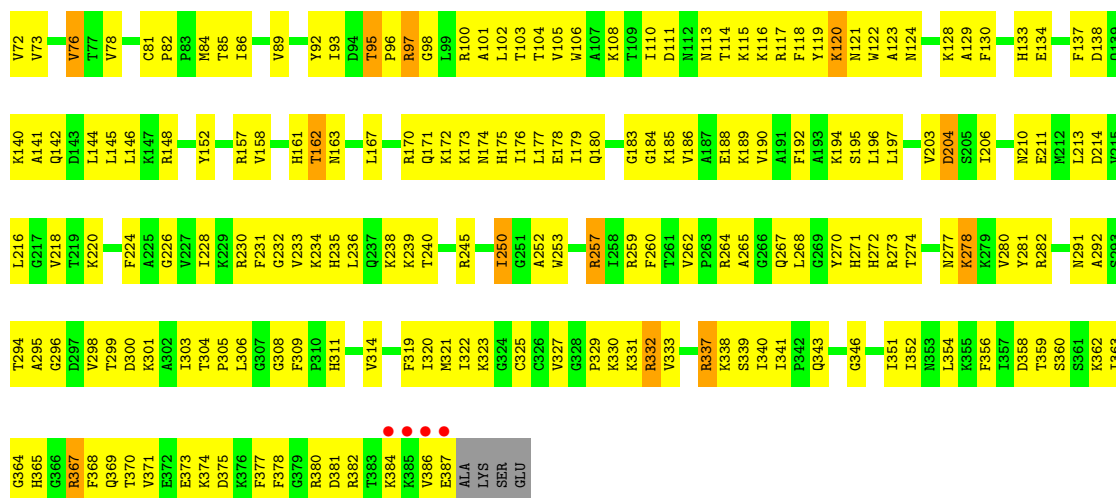 V72 V73 V76 T77 V78 C81 P82 P83 M84 T85 I86 V89 Y92 I93 D94 T95 P96 R97 G98 L99 R100 A101 L102 T103 T104 V105 W106 A107 K108 T109 I110 D111 N112 N113 T114 K115 K116 R117 F118 Y119 K120 N121 W122 A123 N124 K128 A129 F130 H133 E134 F137 D138 Q139
K140 A141 Q142 D143 L144 L145 L146 K147 R148 Y152 R157 V158 H161 T162 N163 L167 R170 Q171 K172 K173 N174 H175 I176 L177 E178 I179 Q180 G183 G184 K185 V186 A187 E188 K189 V190 A191 F192 A193 K194 S195 L196 L197 V203 D204 S205 I206 N210 E211 M212 L213 D214 V215
L216 G217 V218 T219 K220 F224 A225 G226 V227 I228 K229 R230 F231 G232 V233 K234 H235 L236 Q237 K238 K239 T240 R245 I250 G251 A252 W253 R257 I258 R259 F260 T261 V262 P263 R264 A265 G266 Q267 L268 G269 Y270 H271 H272 R273 T274 N277 K278 K279 V280 Y281 R282 N291 A292 S293
T294 A295 G296 D297 V298 T299 D300 K301 A302 I303 T304 P305 L306 G307 G308 F309 P310 H311 V314 F319 I320 M321 I322 K323 G324 C325 C326 V327 G328 P329 K330 K331 R332 V333 R337 K338 S339 I340 I341 P342 Q343 G346 I351 I352 N353 L354 K355 F356 I357 D358 T359 S360 S361 K362 I363
G364 H365 G366 R367 F368 Q369 T370 V371 E372 E373 K374 D375 K376 F377 F378 G379 R380 D381 R382 T383 K384 K385 V386 E387 ALA LYS SER GLU